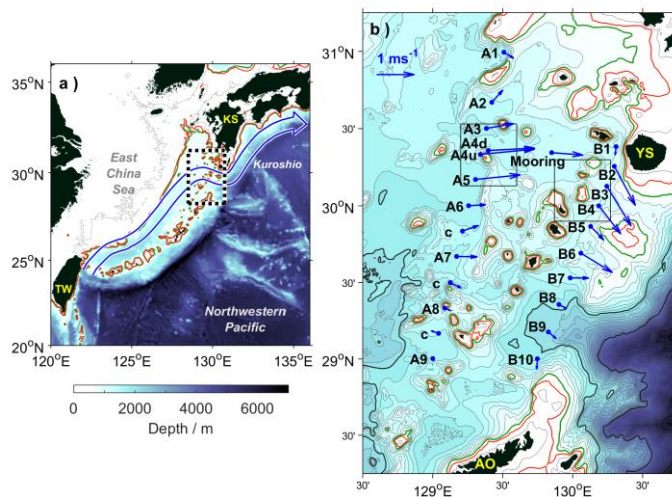 a )
35°N
30°N
25°N
20°N
120°E
125°E
130°E
135°E
KS
East
China
Sea
Kuroshio
TW
Northwestern
Pacific
0
2000
4000
6000
Depth / m
b )
31°N
30'
30°N
30'
29°N
30'
129°E
30'
130°E
30'
1 ms-1
A1
A2
A3
A4d
A4u
Mooring
A5
A6
c
A7
c
A8
c
A9
B1
YS
B2
B3
B4
B5
B6
B7
B8
B9
B10
AO